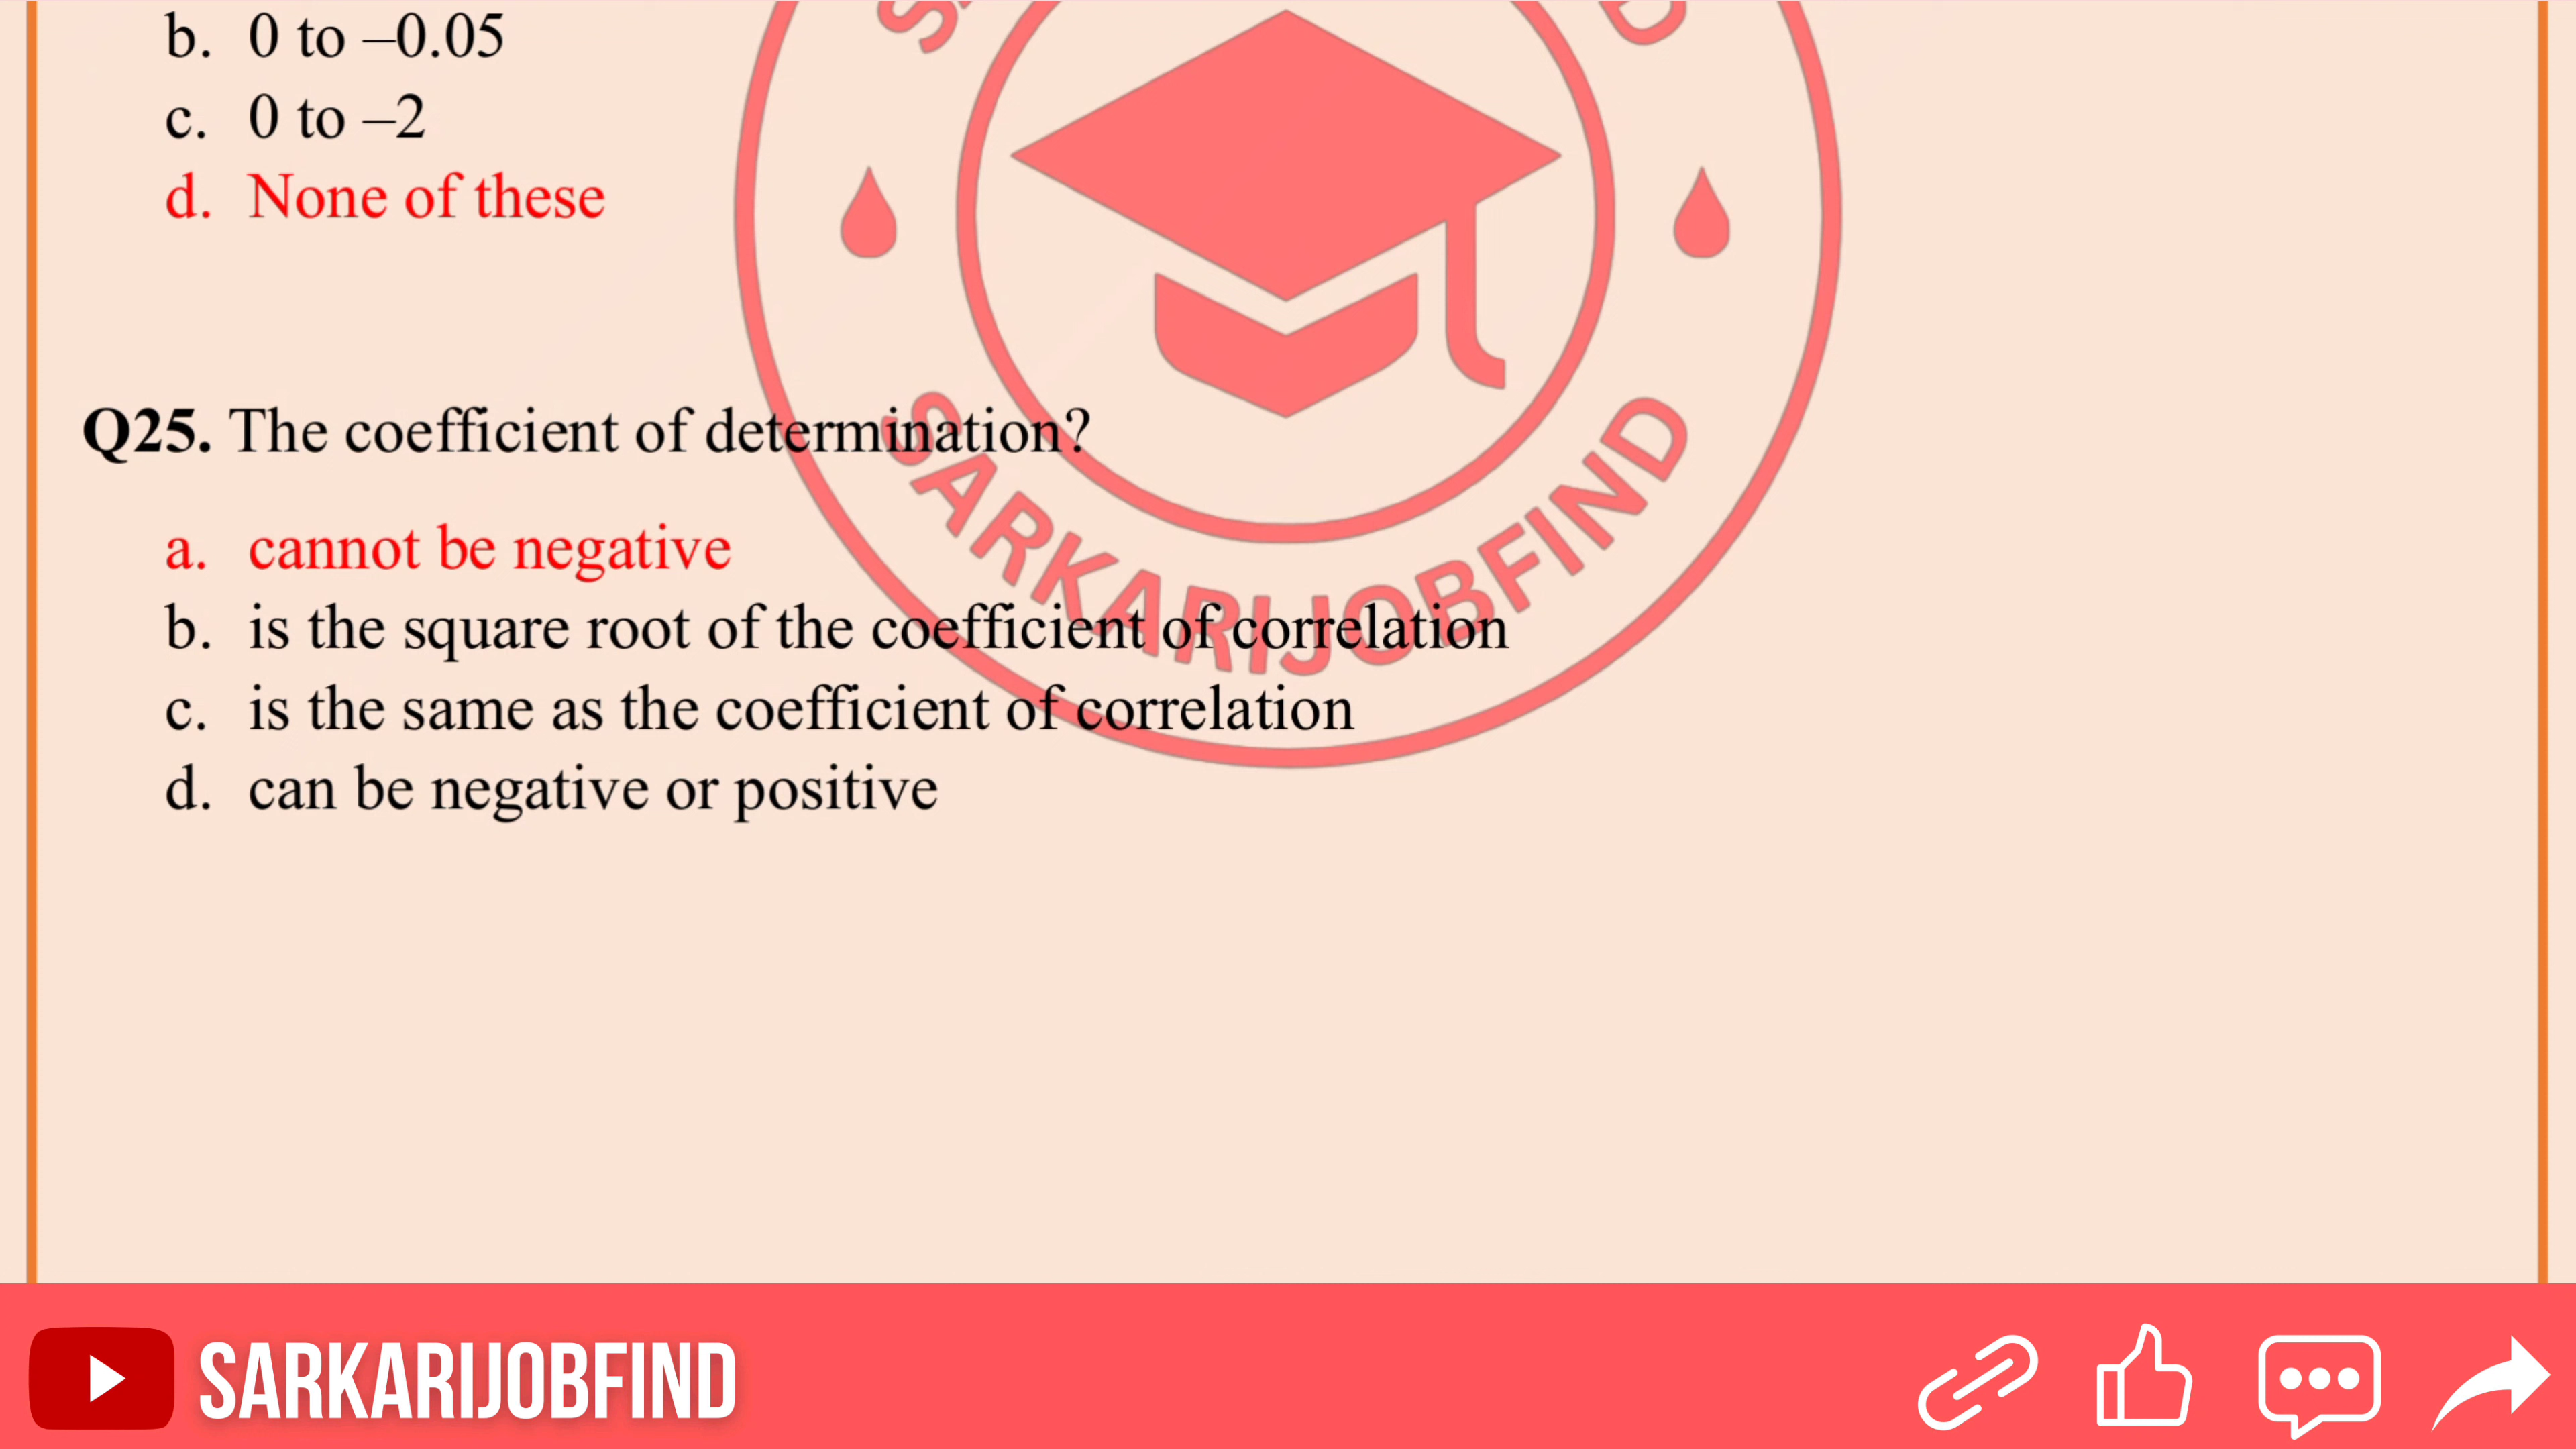 b. 0 to –0.05
c. 0 to –2
d. None of these
Q25. The coefficient of determination?
a. cannot be negative
b. is the square root of the coefficient of correlation
c. is the same as the coefficient of correlation
d. can be negative or positive
SARKARIJOBFIND
SARKARIJOBFIND